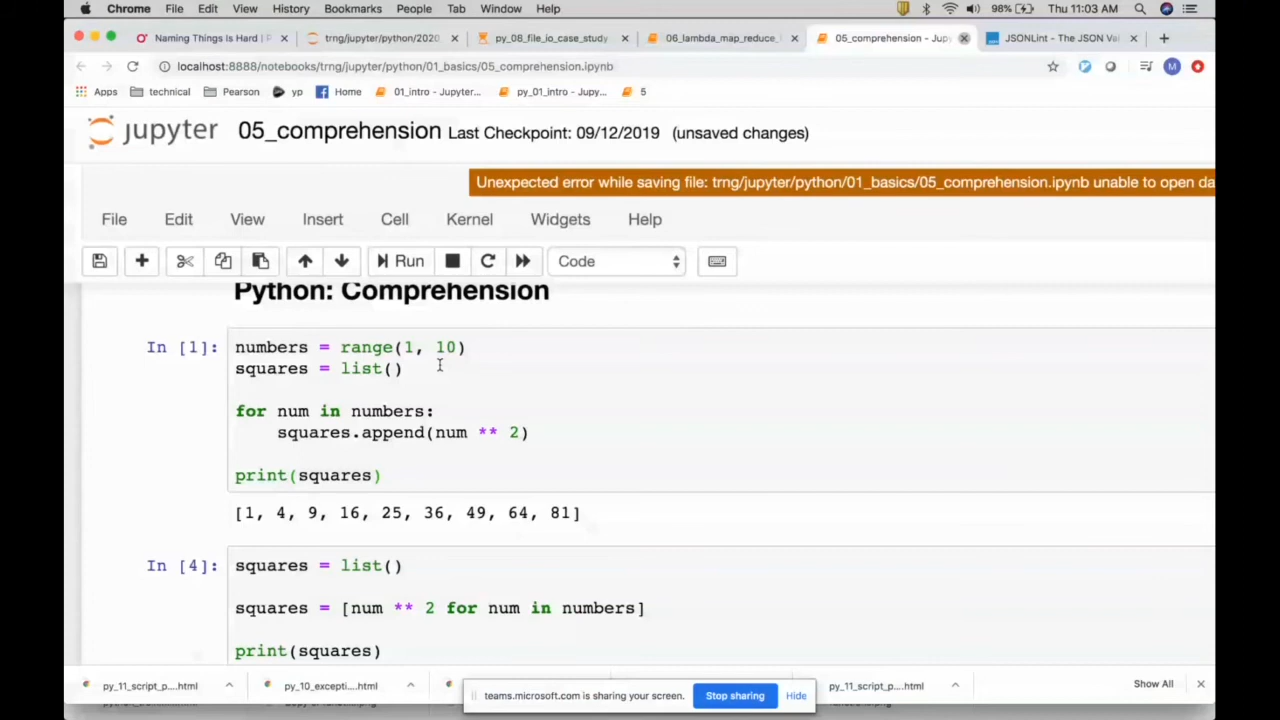 Chrome File Edit View History Bookmarks People Tab Window Help 98% Thu 11:03 AM
Naming Things Is Hard | P trng/jupyter/python/2020 py_08_file_io_case_study 06_lambda_map_reduce_ 05_comprehension - Jup JSONLint - The JSON Va
localhost:8888/notebooks/trng/jupyter/python/01_basics/05_comprehension.ipynb
Apps technical Pearson yp Home 01_intro - Jupyter... py_01_intro - Jupy... 5
jupyter 05_comprehension Last Checkpoint: 09/12/2019 (unsaved changes)
Unexpected error while saving file: trng/jupyter/python/01_basics/05_comprehension.ipynb unable to open da
File Edit View Insert Cell Kernel Widgets Help
Run Code
Python: Comprehension
In [1]: numbers = range(1, 10)
squares = list()
for num in numbers:
squares.append(num ** 2)
print(squares)
[1, 4, 9, 16, 25, 36, 49, 64, 81]
In [4]: squares = list()
squares = [num ** 2 for num in numbers]
print(squares)
py_11_script_p....html py_10_excepti....html py_11_script_p....html Show All
teams.microsoft.com is sharing your screen. Stop sharing Hide